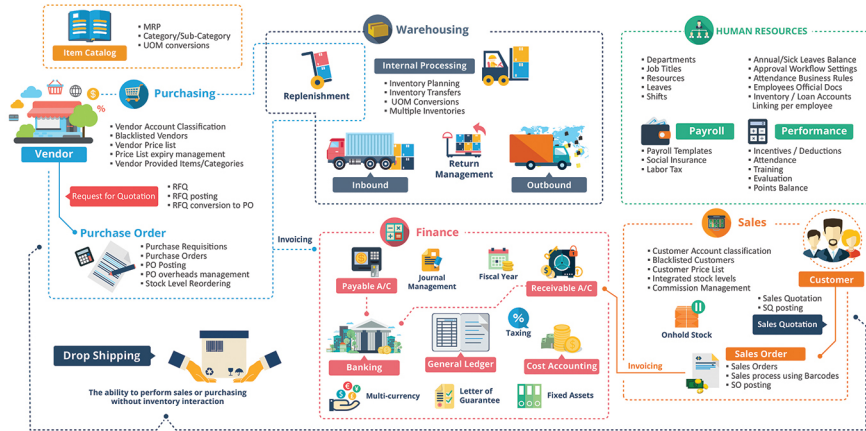 Item Catalog
• MRP
• Category/Sub-Category
• UOM conversions
Purchasing
Vendor
• Vendor Account Classification
• Blacklisted Vendors
• Vendor Price list
• Price List expiry management
• Vendor Provided Items/Categories
Request for Quotation
• RFQ
• RFQ posting
• RFQ conversion to PO
Purchase Order
• Purchase Requisitions
• Purchase Orders
• PO Posting
• PO overheads management
• Stock Level Reordering
Warehousing
Replenishment
Internal Processing
• Inventory Planning
• Inventory Transfers
• UOM Conversions
• Multiple Inventories
Inbound
Return
Management
Outbound
HUMAN RESOURCES
• Departments
• Job Titles
• Resources
• Leaves
• Shifts
• Annual/Sick Leaves Balance
• Approval Workflow Settings
• Attendance Business Rules
• Employees Official Docs
• Inventory / Loan Accounts
Linking per employee
Payroll
• Payroll Templates
• Social Insurance
• Labor Tax
Performance
• Incentives / Deductions
• Attendance
• Training
• Evaluation
• Points Balance
Invoicing
Finance
Payable A/C
Journal
Management
Fiscal Year
Receivable A/C
Banking
General Ledger
% Taxing
Cost Accounting
Multi-currency
Letter of
Guarantee
Fixed Assets
Sales
• Customer Account classification
• Blacklisted Customers
• Customer Price List
• Integrated stock levels
• Commission Management
Customer
• Sales Quotation
• SQ posting
Sales Quotation
Onhold Stock
Invoicing
Sales Order
• Sales Orders
• Sales process using Barcodes
• SO posting
Drop Shipping
The ability to perform sales or purchasing
without inventory interaction